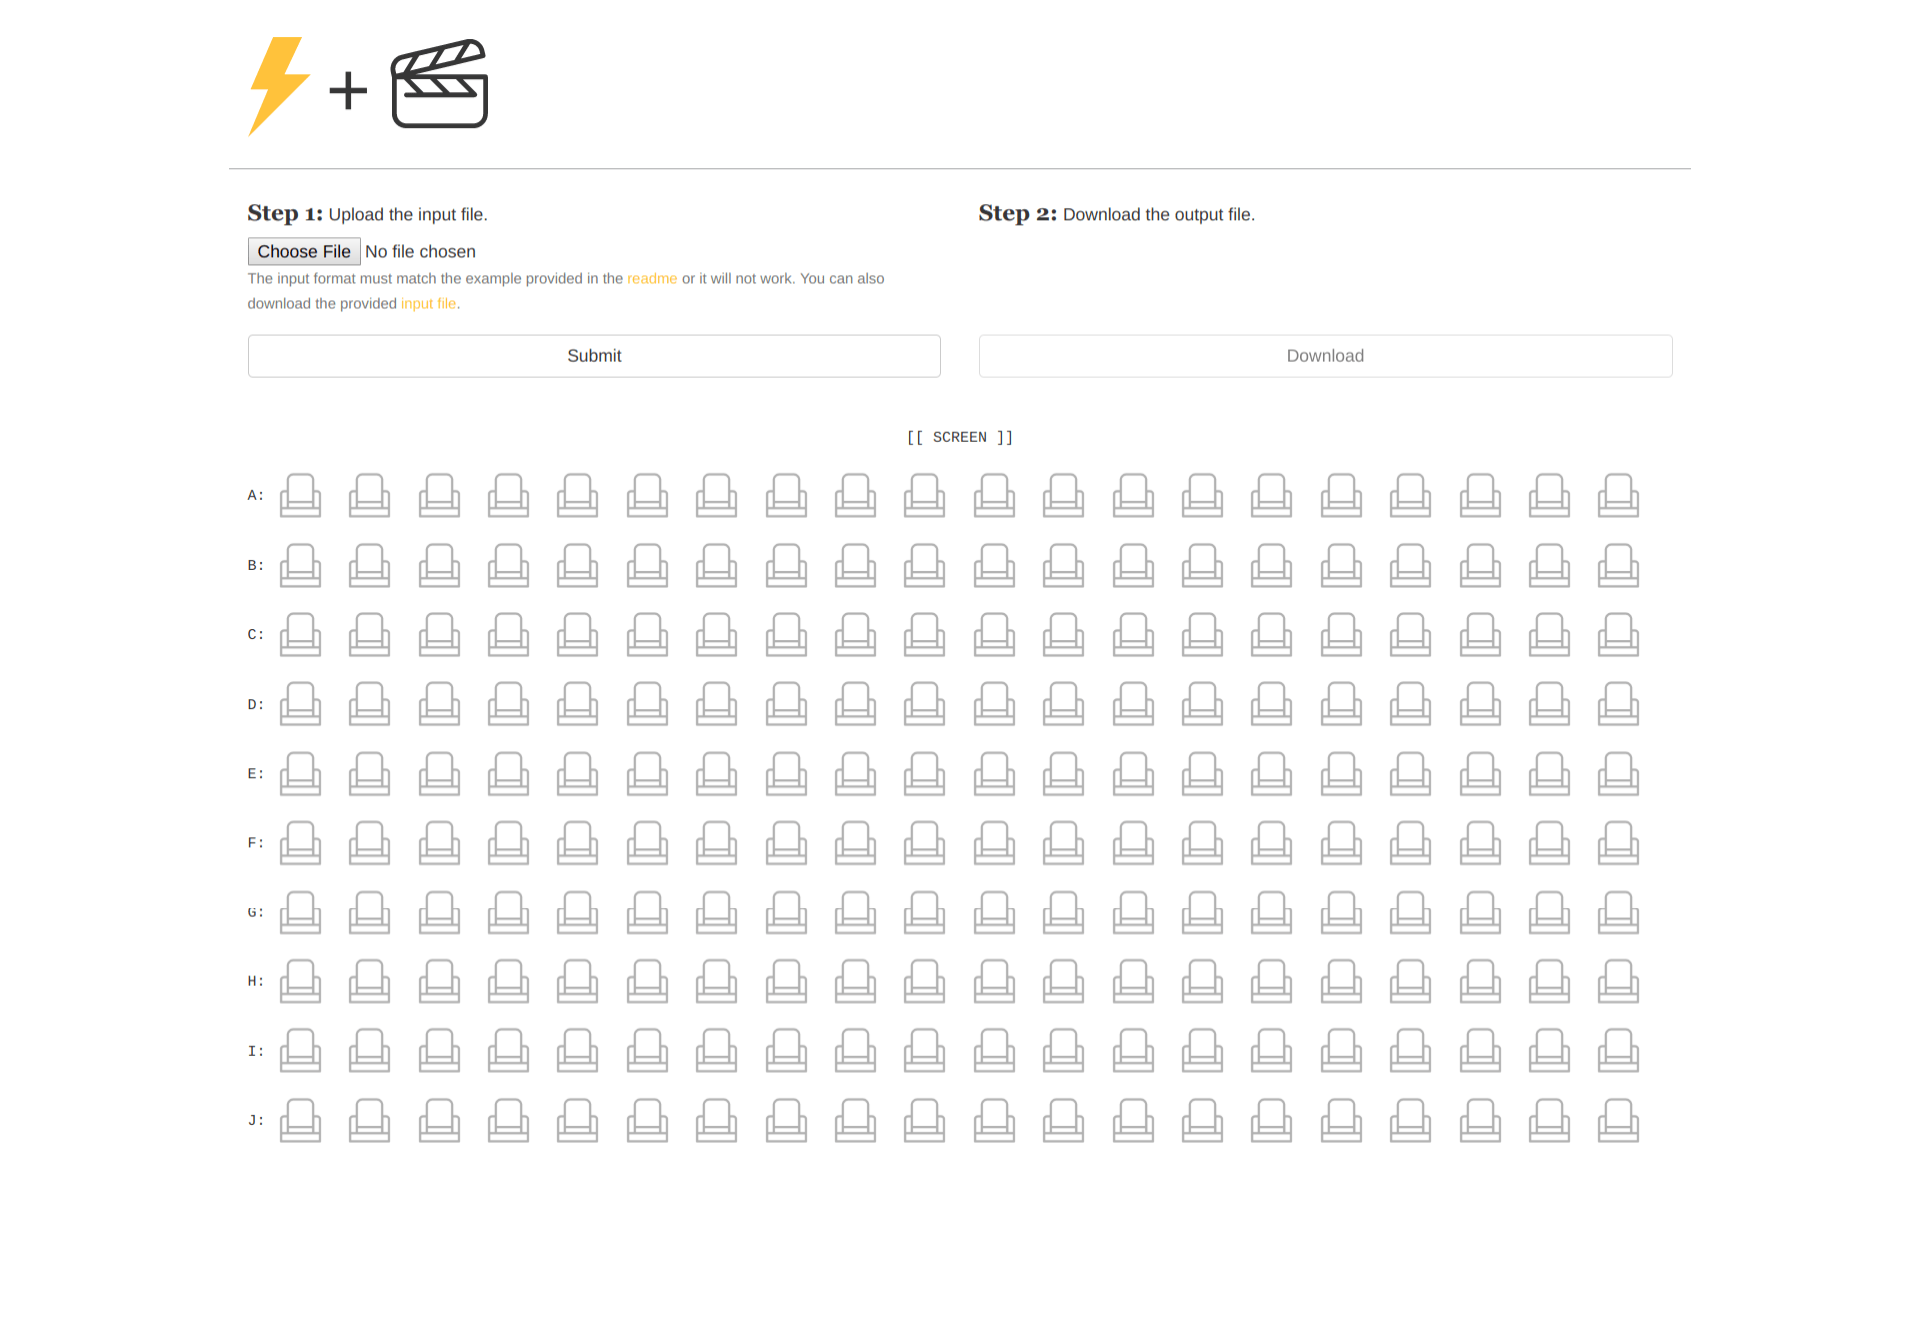 Step 1: Upload the input file.
Choose File No file chosen
The input format must match the example provided in the readme or it will not work. You can also
download the provided input file.
Submit
Step 2: Download the output file.
Download
[[ SCREEN ]]
A:
B:
C:
D:
E:
F:
G:
H:
I:
J: